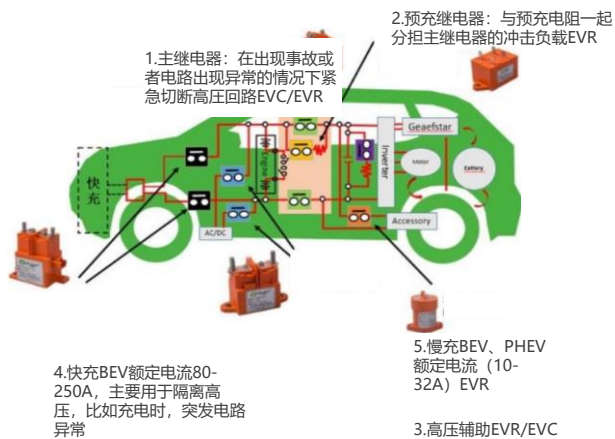 2.预充继电器：与预充电阻一起
分担主继电器的冲击负载EVR
1.主继电器：在出现事故或
者电路出现异常的情况下紧
急切断高压回路EVC/EVR
快充
Engine
Inverter
Geaefstar
Motor
Eattery
AC/DC
Accessory
4.快充BEV额定电流80-
250A，主要用于隔离高
压，比如充电时，突发电路
异常
5.慢充BEV、PHEV
额定电流（10-
32A）EVR
3.高压辅助EVR/EVC